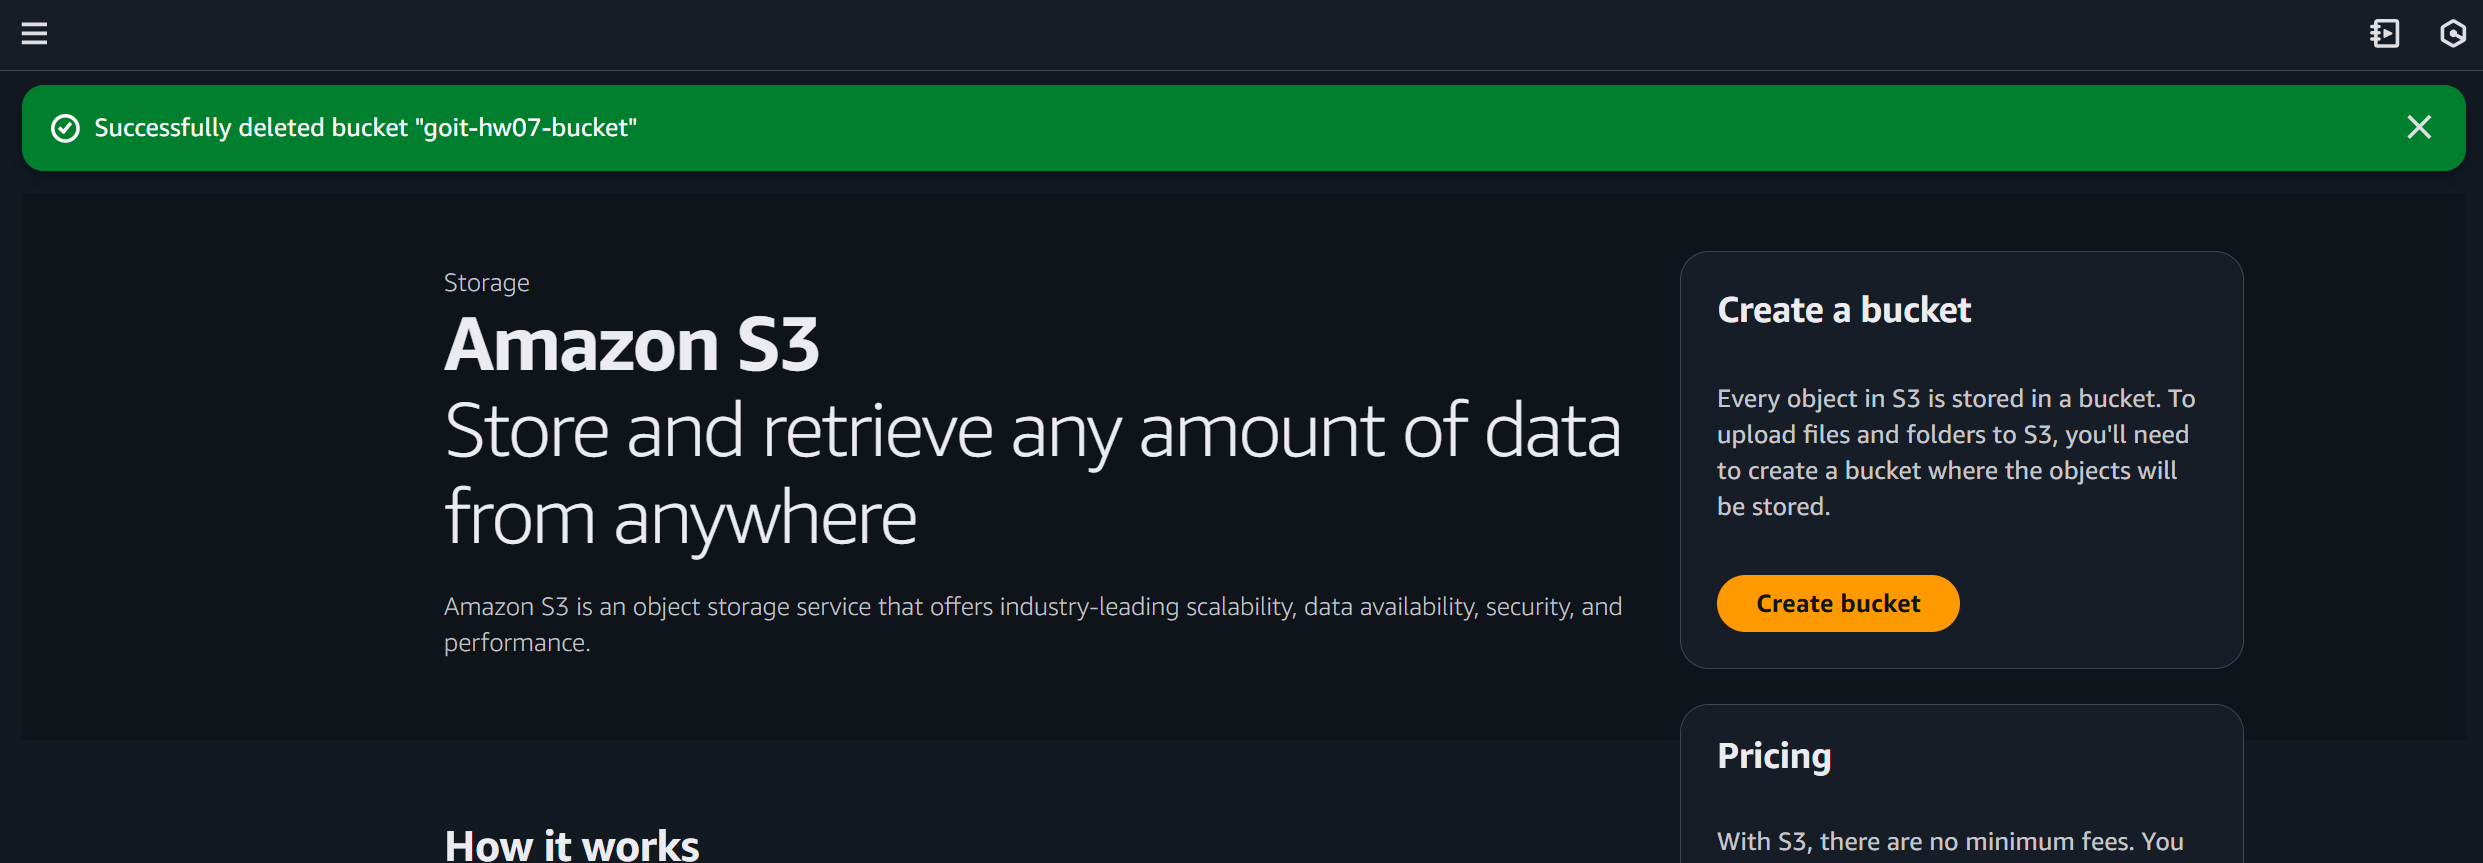 Successfully deleted bucket "goit-hw07-bucket"
Storage
Amazon S3
Store and retrieve any amount of data
from anywhere
Amazon S3 is an object storage service that offers industry-leading scalability, data availability, security, and
performance.
Create a bucket
Every object in S3 is stored in a bucket. To
upload files and folders to S3, you'll need
to create a bucket where the objects will
be stored.
Create bucket
Pricing
With S3, there are no minimum fees. You
How it works